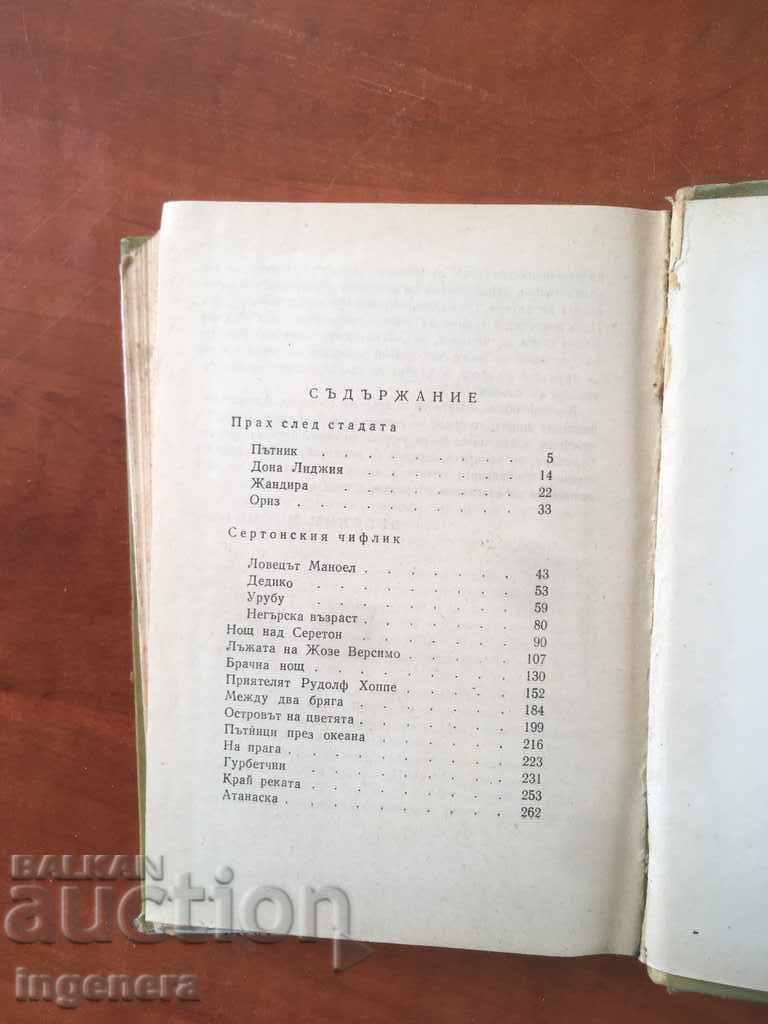 СЪДЪРЖАНИЕ
Прах след стадата
Пътник . . . . . . . . . 5
Дона Лиджия . . . . . . . 14
Жандира . . . . . . . . 22
Ориз . . . . . . . . . 33
Сертонския чифлик
Ловецът Маноел . . . . . . . 43
Дедико . . . . . . . . . 53
Урубу . . . . . . . . . 59
Негърска възраст . . . . . . . 80
Нощ над Серетон . . . . . . . 90
Лъжата на Жозе Версимо . . . . . . 107
Брачна нощ . . . . . . . . 130
Приятелят Рудолф Хоппе . . . . . . 152
Между два бряга . . . . . . . 184
Островът на цветята . . . . . . . 199
Пътници през океана . . . . . . 216
На прага . . . . . . . . . 223
Гурбетчии . . . . . . . . 231
Край реката . . . . . . . . 253
Атанаска . . . . . . . . . 262
BALKAN
auction
ingenera